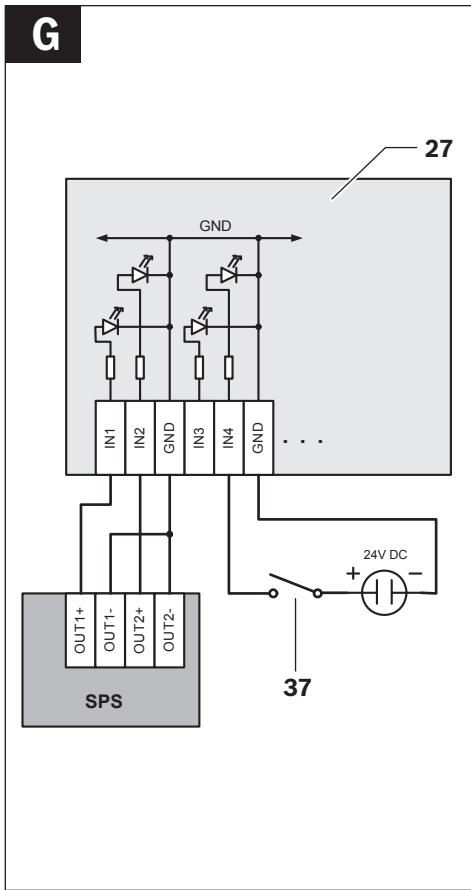 G
27
GND
IN1 IN2 GND IN3 IN4 GND . . .
24V DC
+ −
OUT1+ OUT1- OUT2+ OUT2-
37
SPS